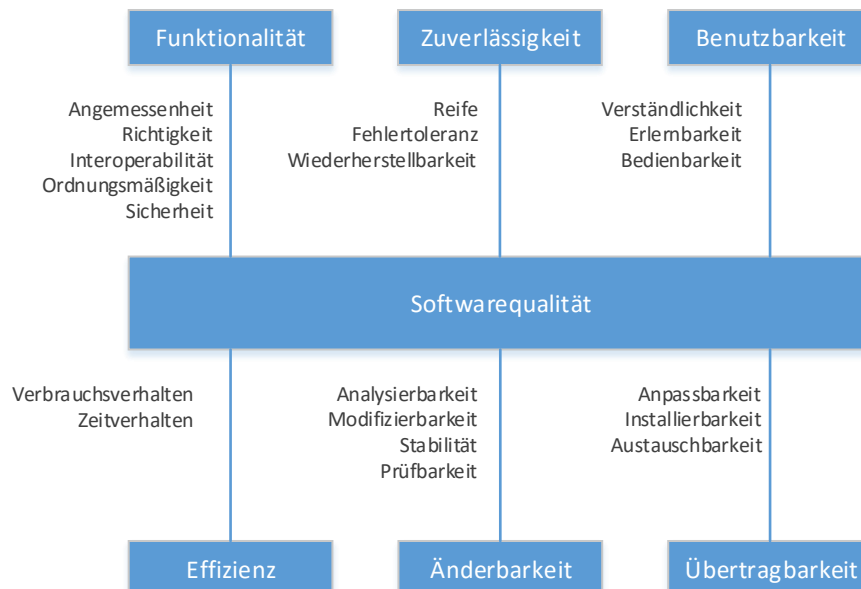 Funktionalität
Zuverlässigkeit
Benutzbarkeit
Angemessenheit
Richtigkeit
Interoperabilität
Ordnungsmäßigkeit
Sicherheit
Reife
Fehlertoleranz
Wiederherstellbarkeit
Verständlichkeit
Erlernbarkeit
Bedienbarkeit
Softwarequalität
Verbrauchsverhalten
Zeitverhalten
Analysierbarkeit
Modifizierbarkeit
Stabilität
Prüfbarkeit
Anpassbarkeit
Installierbarkeit
Austauschbarkeit
Effizienz
Änderbarkeit
Übertragbarkeit